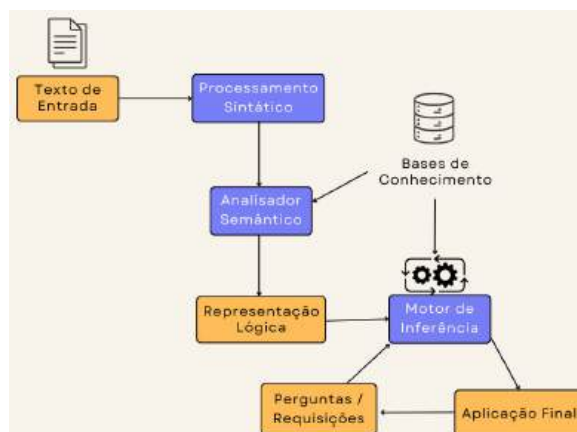 Texto de
Entrada
Processamento
Sintático
Bases de
Conhecimento
Analisador
Semântico
Representação
Lógica
Motor de
Inferência
Perguntas /
Requisições
Aplicação Final